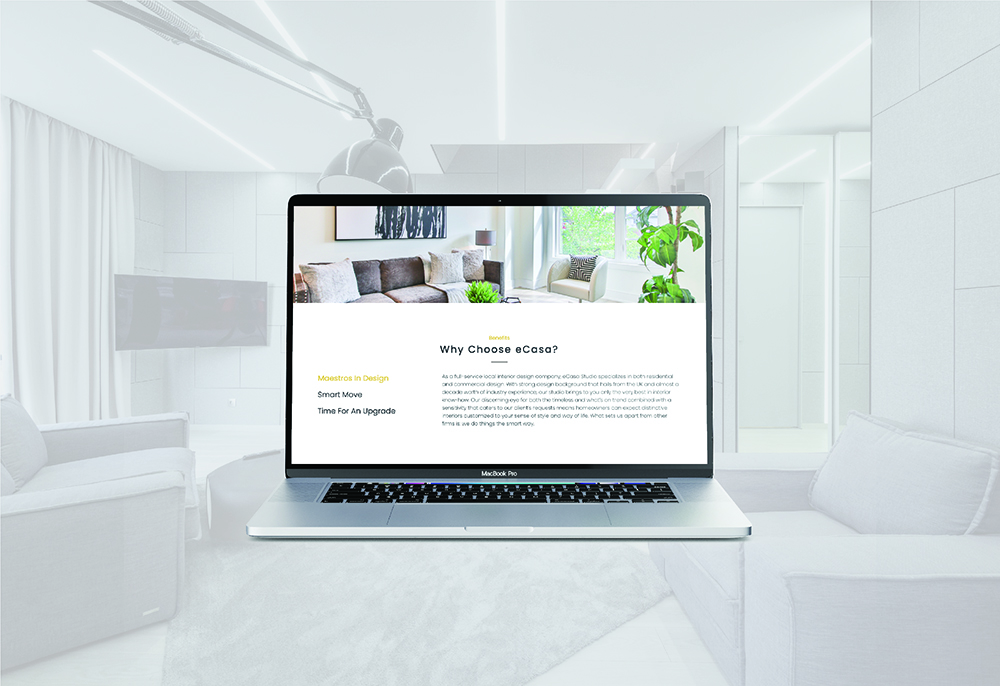 Benefits
Why Choose eCasa?
Maestros In Design
Smart Move
Time For An Upgrade
As a full-service local interior design company, eCasa Studio specializes in both residential
and commercial design. With strong design background that hails from the UK and almost a
decade worth of industry experience, our studio brings to you only the very best in interior
knowhow. Our discerning eye for both the timeless and what's on trend combined with a
sensitivity that caters to our client's requests means homeowners can expect distinctive
interiors customized to your sense of style and way of life. What sets us apart from other
firms is we do things the smart way.
MacBook Pro